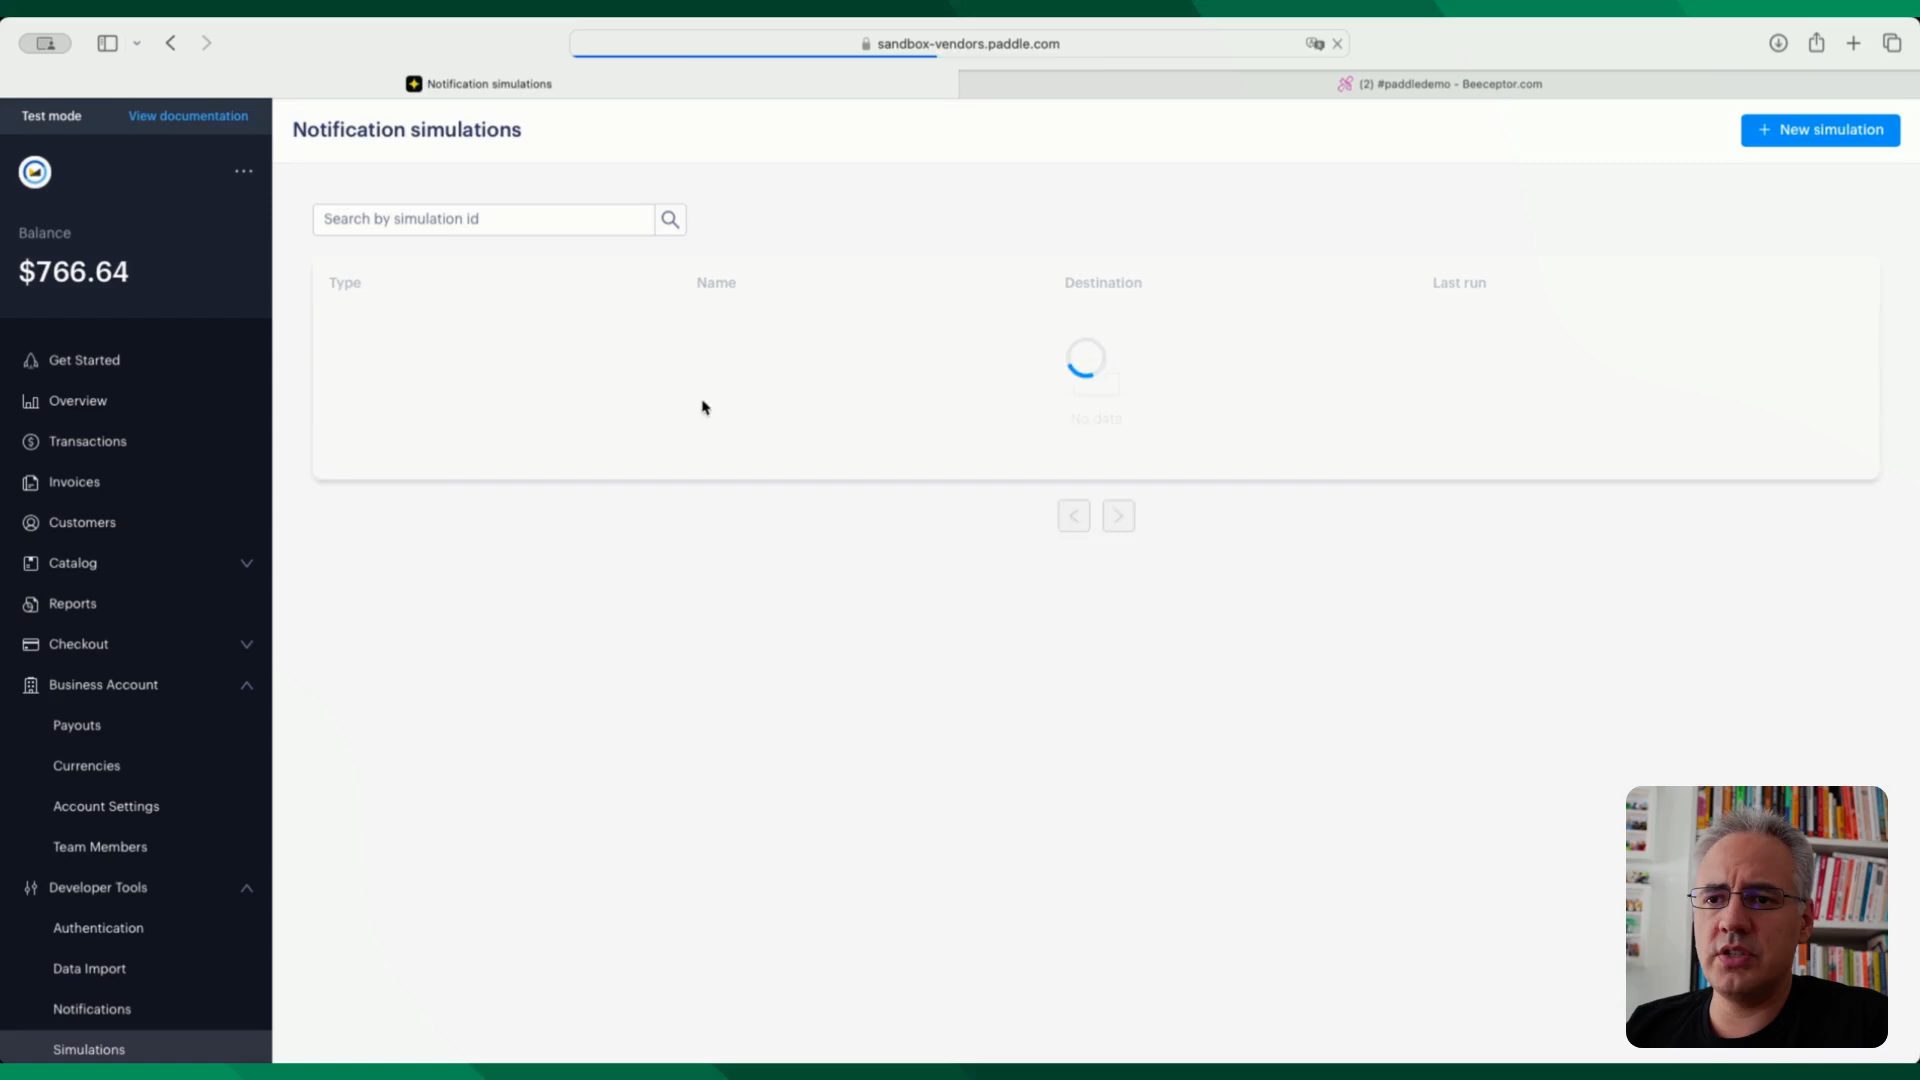 sandbox-vendors.paddle.com
Notification simulations
(2) #paddledemo - Beeceptor.com
Test mode
View documentation
Balance
$766.64
Get Started
Overview
Transactions
Invoices
Customers
Catalog
Reports
Checkout
Business Account
Payouts
Currencies
Account Settings
Team Members
Developer Tools
Authentication
Data Import
Notifications
Simulations
Notification simulations
+ New simulation
Search by simulation id
Type
Name
Destination
Last run
No data